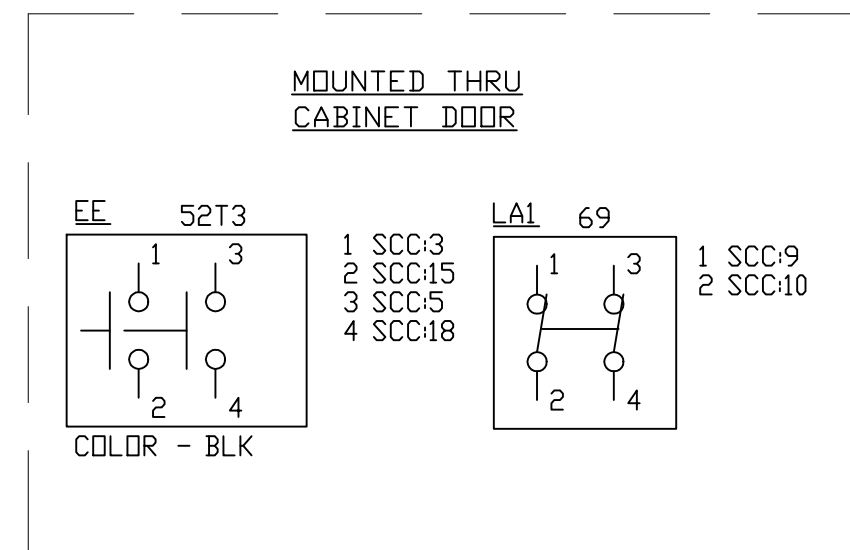 MOUNTED THRU
CABINET DOOR
EE 52T3
1 3
2 4
COLOR - BLK
1 SCC:3
2 SCC:15
3 SCC:5
4 SCC:18
LA1 69
1 3
2 4
1 SCC:9
2 SCC:10